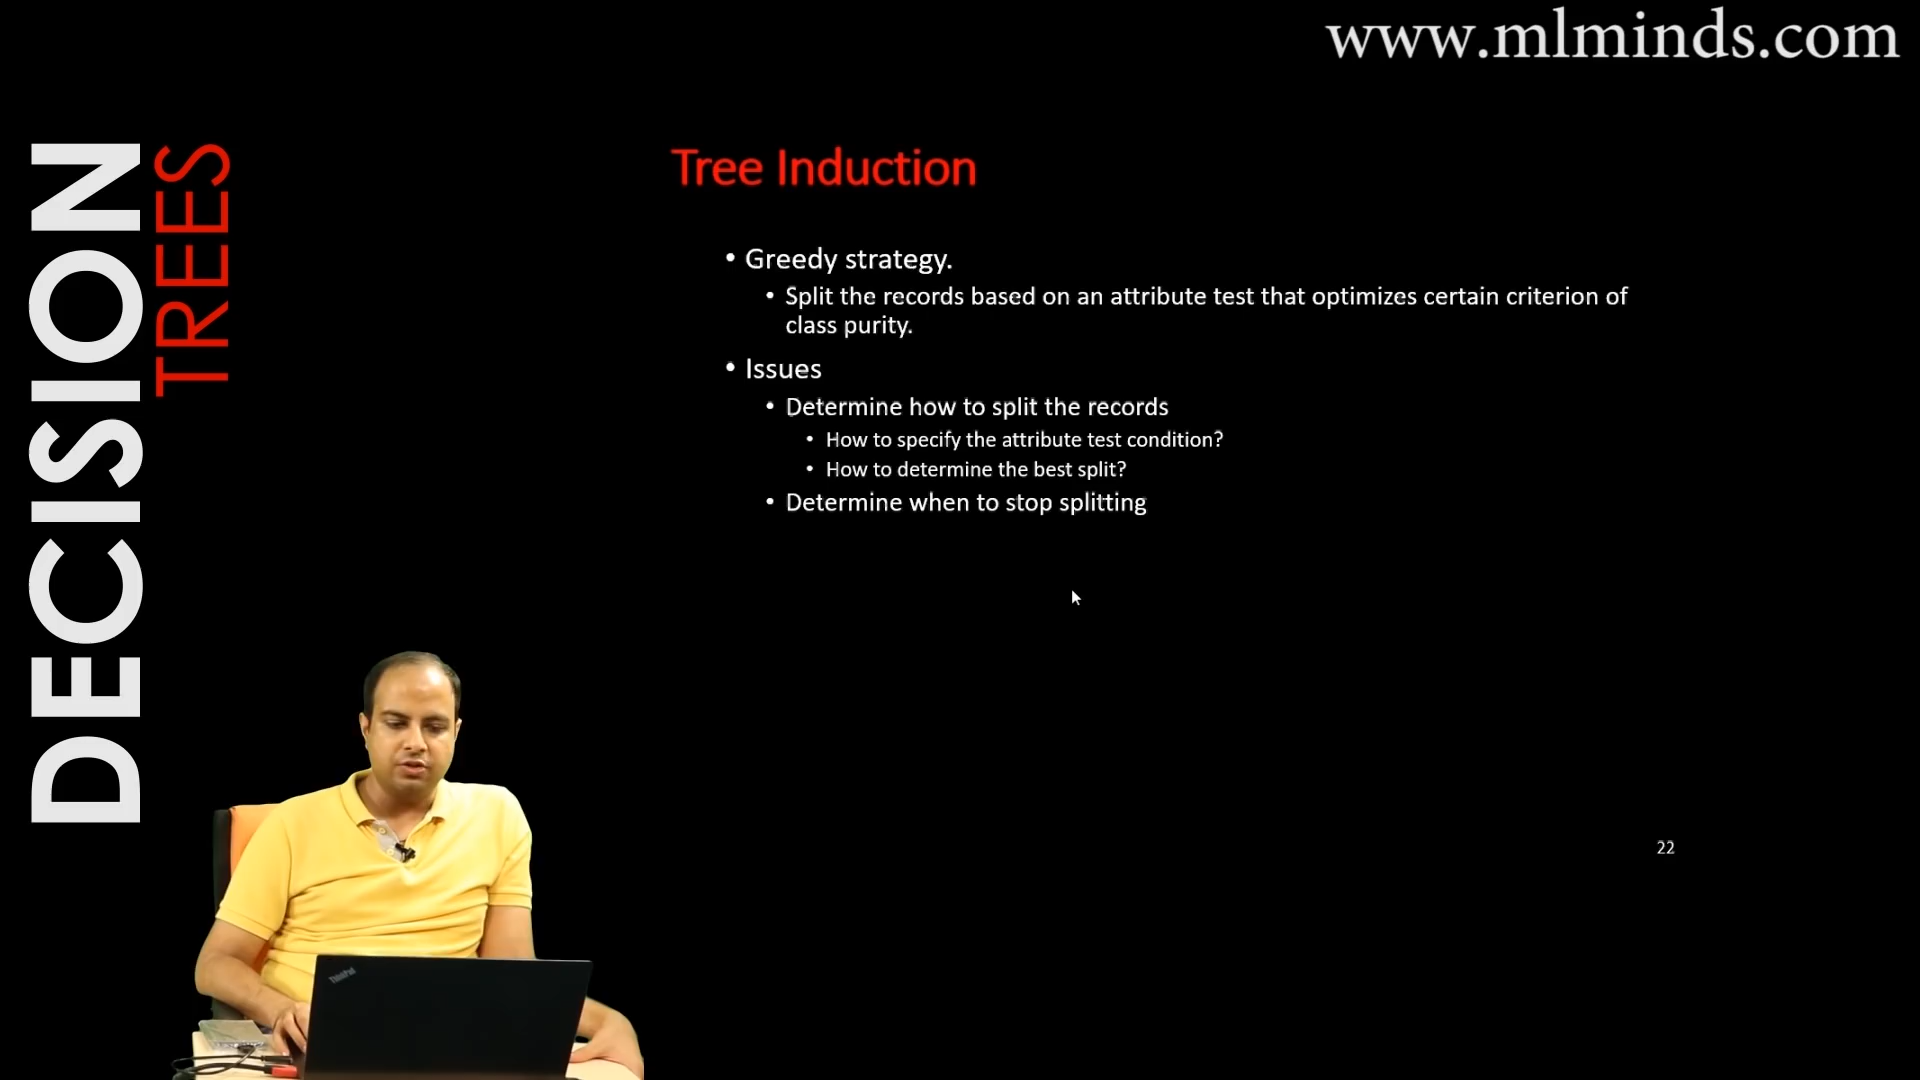 www.mlminds.com
DECISION
TREES
Tree Induction
• Greedy strategy.
• Split the records based on an attribute test that optimizes certain criterion of
class purity.
• Issues
• Determine how to split the records
• How to specify the attribute test condition?
• How to determine the best split?
• Determine when to stop splitting
22
ThinkPad